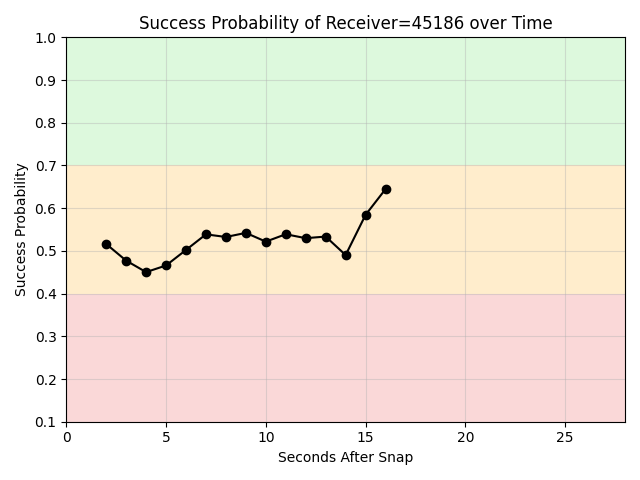 Success Probability of Receiver=45186 over Time
1.0
0.9
0.8
0.7
0.6
0.5
0.4
0.3
0.2
0.1
Success Probability
0 5 10 15 20 25
Seconds After Snap